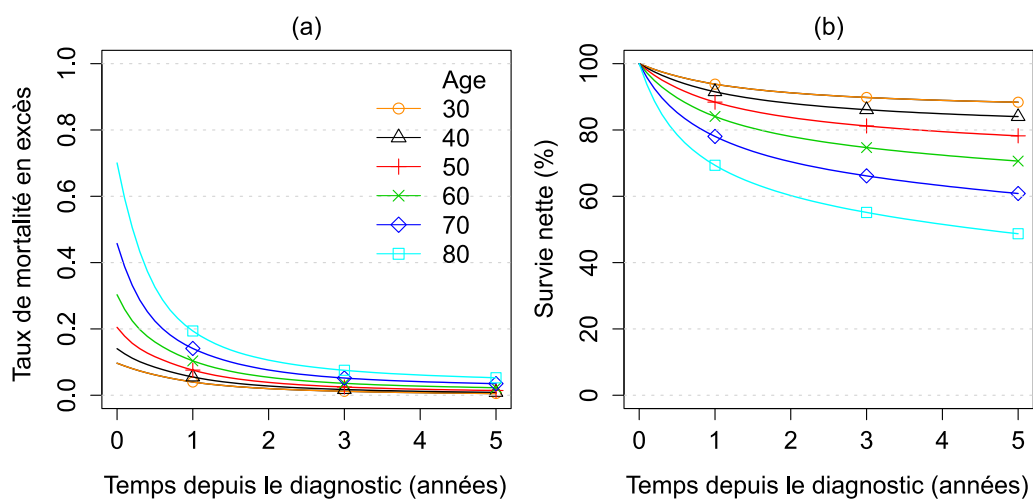 (a)
Taux de mortalité en excès
1.0
0.8
0.6
0.4
0.2
0.0
Age
30
40
50
60
70
80
0 1 2 3 4 5
Temps depuis le diagnostic (années)
(b)
Survie nette (%)
100
80
60
40
20
0
0 1 2 3 4 5
Temps depuis le diagnostic (années)